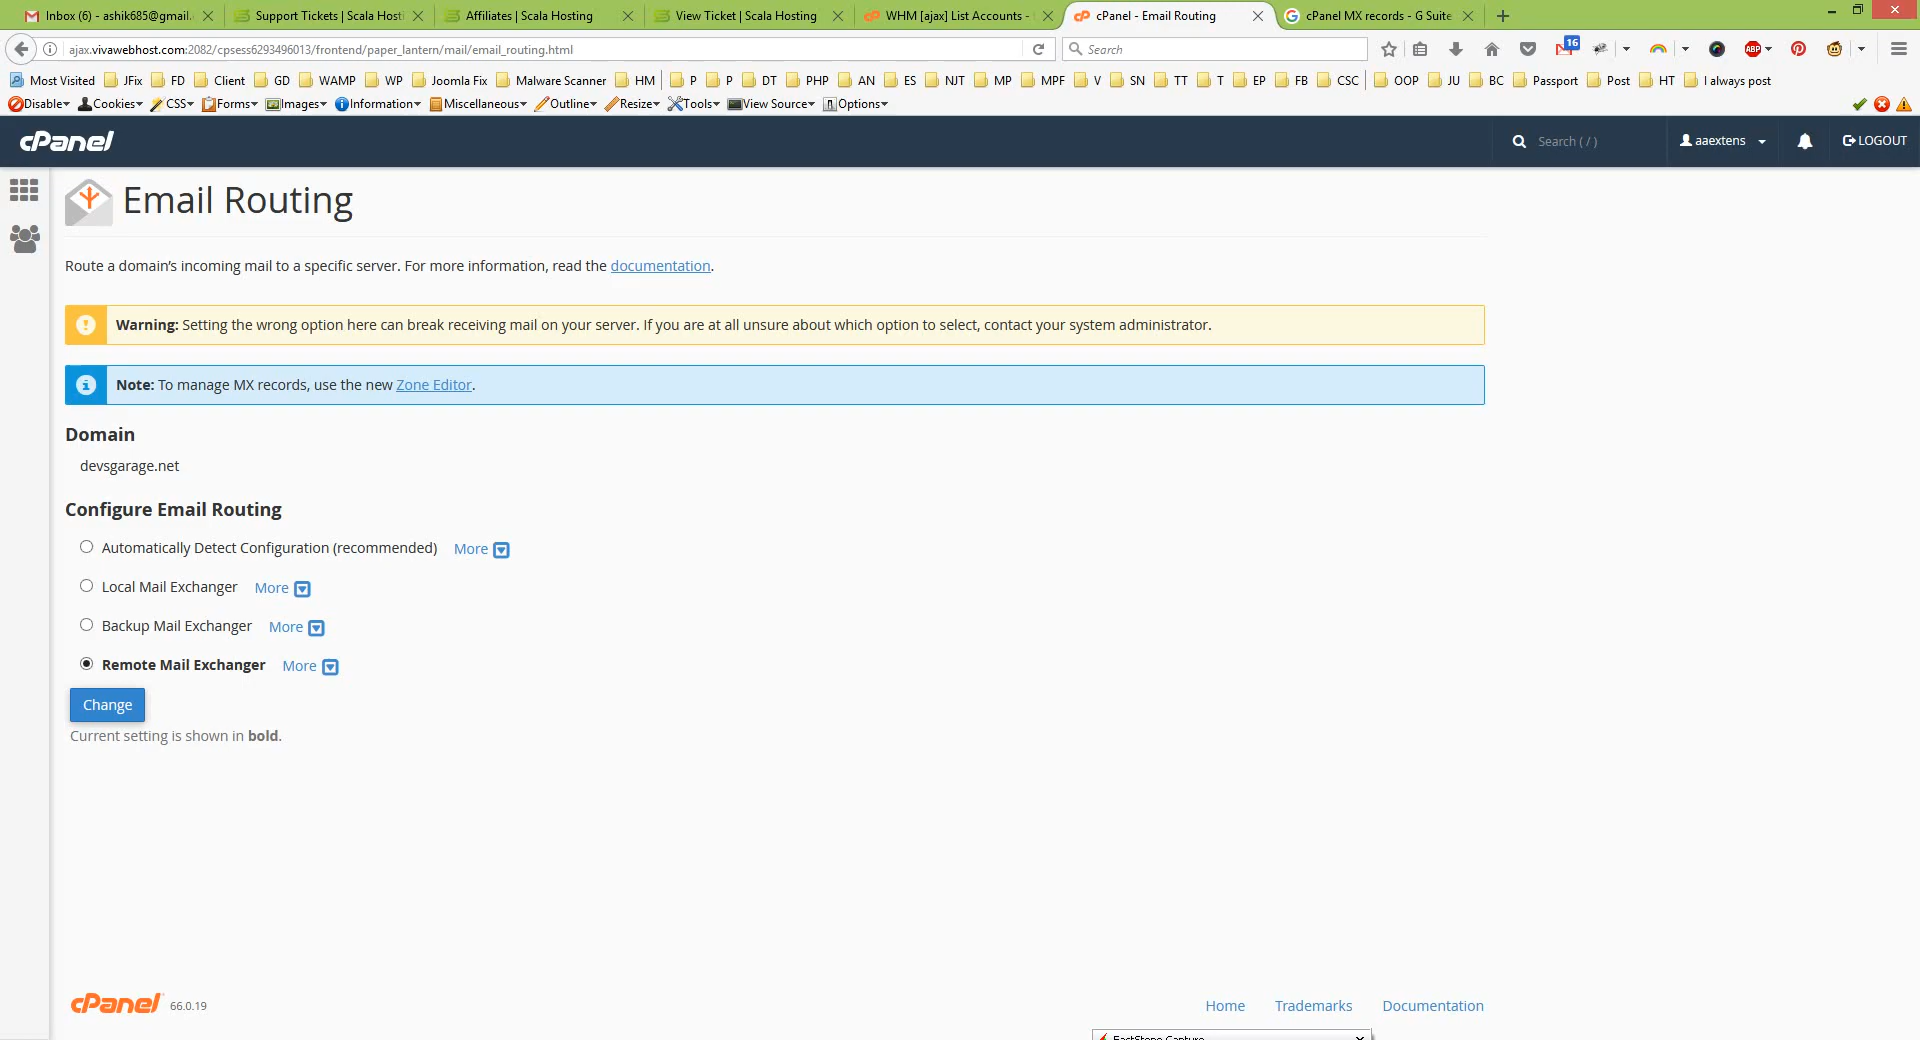 Inbox (6) - ashik685@gmail.
Support Tickets | Scala Hosti
Affiliates | Scala Hosting
View Ticket | Scala Hosting
WHM [ajax] List Accounts -
cPanel - Email Routing
cPanel MX records - G Suite
ajax.vivawebhost.com:2082/cpsess6293496013/frontend/paper_lantern/mail/email_routing.html
Search
16
ABP
Most Visited JFix FD Client GD WAMP WP Joomla Fix Malware Scanner HM P P DT PHP AN ES NJT MP MPF V SN TT T EP FB CSC OOP JU BC Passport Post HT I always post
Disable Cookies CSS Forms Images Information Miscellaneous Outline Resize Tools View Source Options
cPanel
Search ( / )
aaextens
LOGOUT
Email Routing
Route a domain's incoming mail to a specific server. For more information, read the documentation.
Warning: Setting the wrong option here can break receiving mail on your server. If you are at all unsure about which option to select, contact your system administrator.
Note: To manage MX records, use the new Zone Editor.
Domain
devsgarage.net
Configure Email Routing
Automatically Detect Configuration (recommended) More
Local Mail Exchanger More
Backup Mail Exchanger More
Remote Mail Exchanger More
Change
Current setting is shown in bold.
cPanel 66.0.19
Home Trademarks Documentation
FastStone Capture